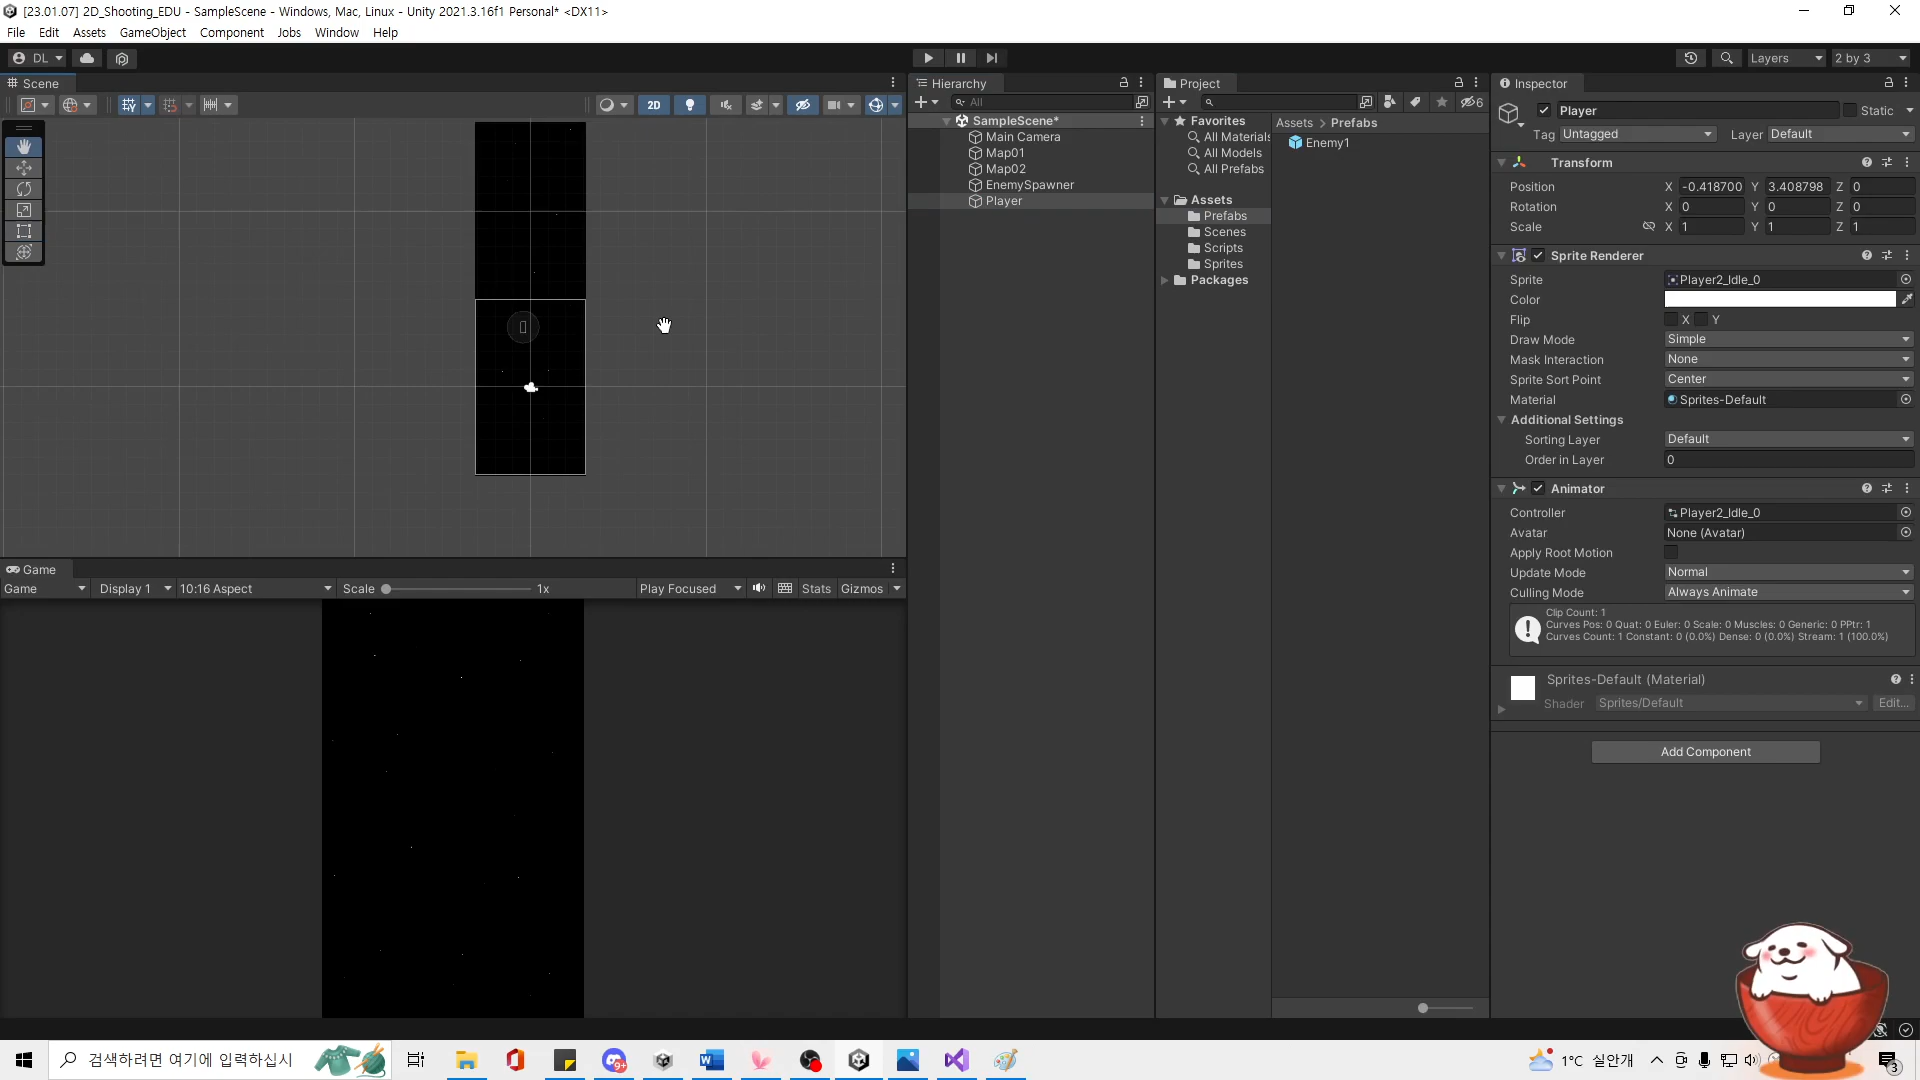 [23.01.07] 2D_Shooting_EDU - SampleScene - Windows, Mac, Linux - Unity 2021.3.16f1 Personal* <DX11>
File Edit Assets GameObject Component Jobs Window Help
DL
Layers
2 by 3
Scene
2D
Game
Game
Display 1
10:16 Aspect
Scale
1x
Play Focused
Stats
Gizmos
Hierarchy
All
SampleScene*
Main Camera
Map01
Map02
EnemySpawner
Player
Project
6
Favorites
All Materials
All Models
All Prefabs
Assets
Prefabs
Scenes
Scripts
Sprites
Packages
Assets > Prefabs
Enemy1
Inspector
Player
Static
Tag Untagged
Layer Default
Transform
Position X -0.418700 Y 3.408798 Z 0
Rotation X 0 Y 0 Z 0
Scale X 1 Y 1 Z 1
Sprite Renderer
Sprite Player2_Idle_0
Color
Flip X Y
Draw Mode Simple
Mask Interaction None
Sprite Sort Point Center
Material Sprites-Default
Additional Settings
Sorting Layer Default
Order in Layer 0
Animator
Controller Player2_Idle_0
Avatar None (Avatar)
Apply Root Motion
Update Mode Normal
Culling Mode Always Animate
Clip Count: 1
Curves Pos: 0 Quat: 0 Euler: 0 Scale: 0 Muscles: 0 Generic: 0 PPtr: 1
Curves Count: 1 Constant: 0 (0.0%) Dense: 0 (0.0%) Stream: 1 (100.0%)
Sprites-Default (Material)
Shader Sprites/Default
Edit...
Add Component
검색하려면 여기에 입력하십시
9+
1°C 실안개
3